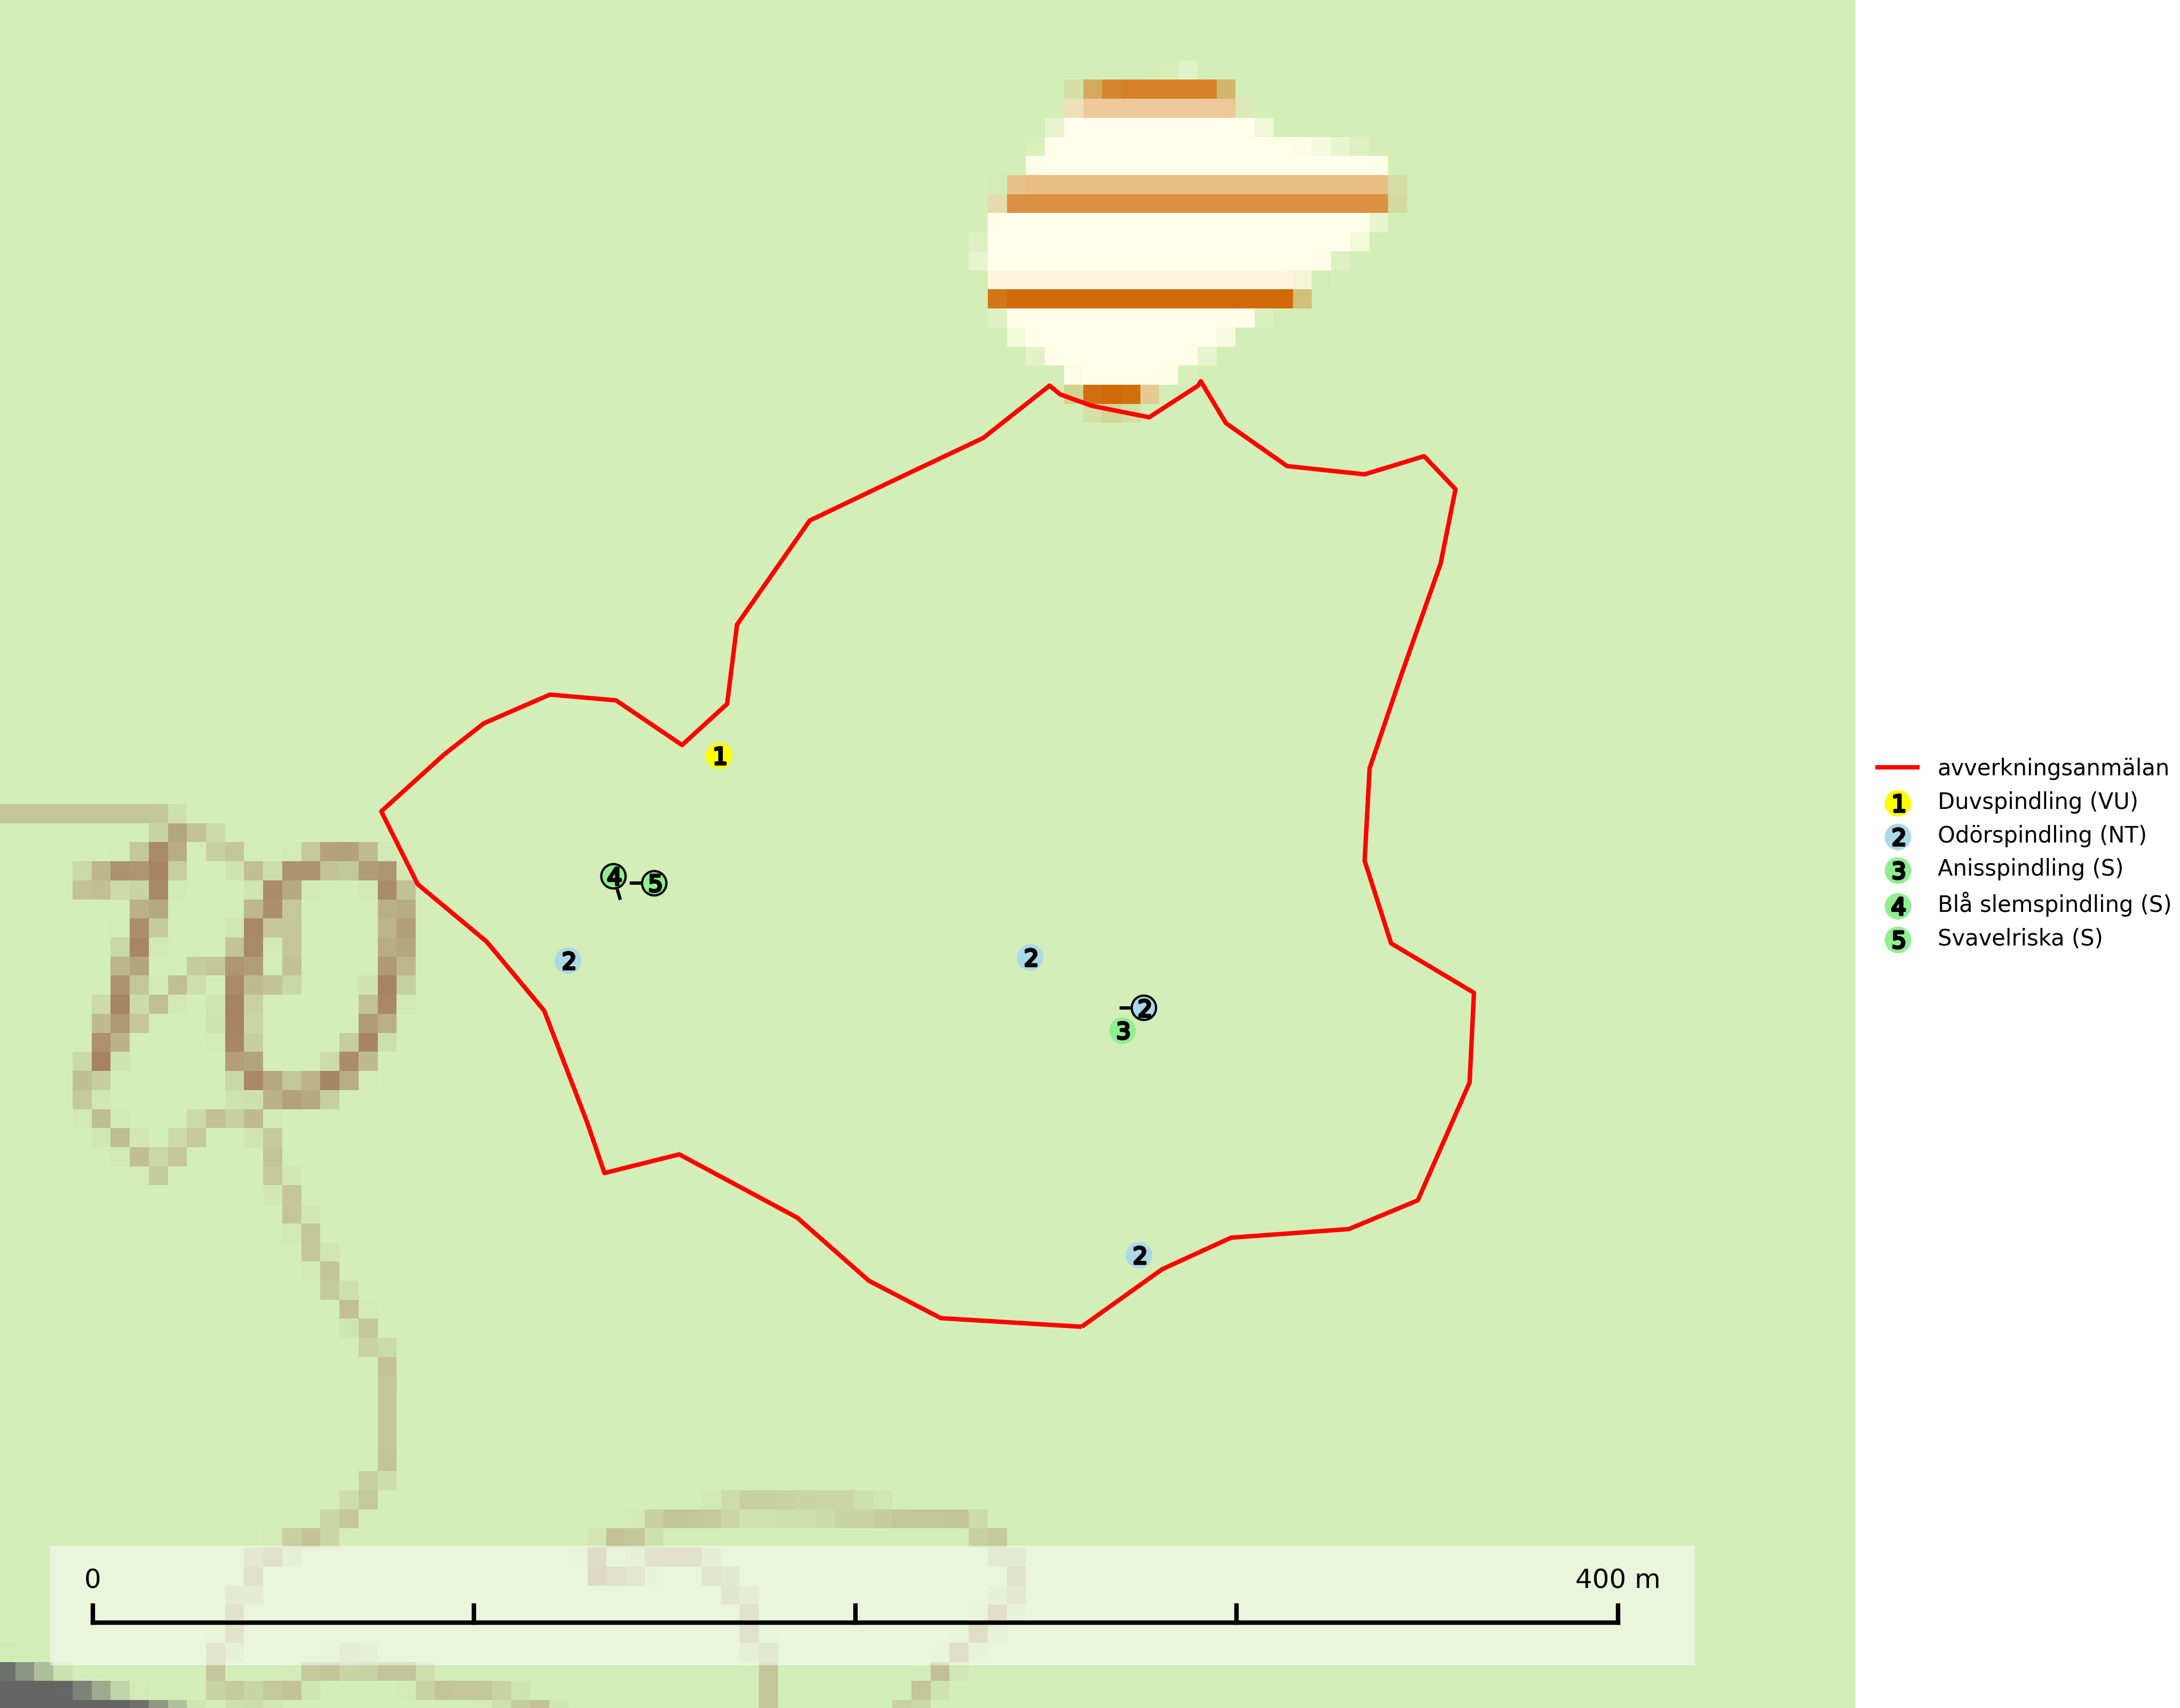 1
4
5
2
2
2
3
2
0
400 m
avverkningsanmälan
1 Duvspindling (VU)
2 Odörspindling (NT)
3 Anisspindling (S)
4 Blå slemspindling (S)
5 Svavelriska (S)